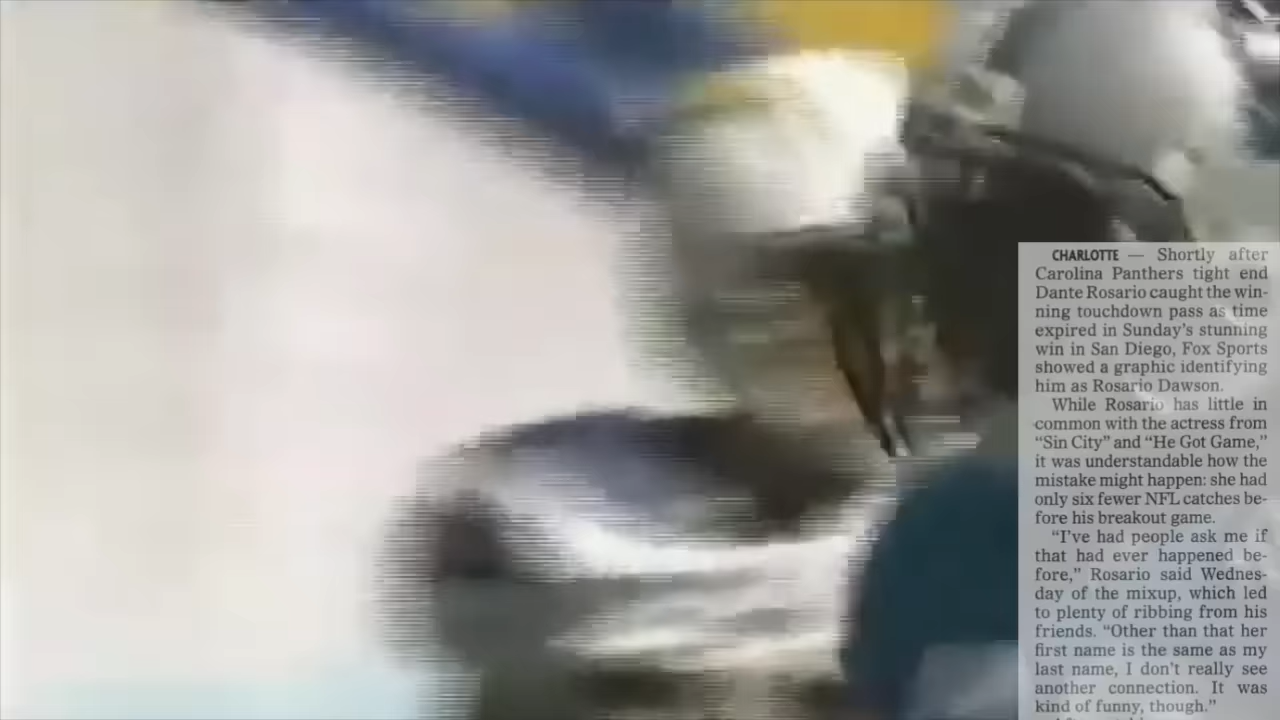 CHARLOTTE — Shortly after
Carolina Panthers tight end
Dante Rosario caught the win-
ning touchdown pass as time
expired in Sunday's stunning
win in San Diego, Fox Sports
showed a graphic identifying
him as Rosario Dawson.
While Rosario has little in
common with the actress from
"Sin City" and "He Got Game,"
it was understandable how the
mistake might happen: she had
only six fewer NFL catches be-
fore his breakout game.
"I've had people ask me if
that had ever happened be-
fore," Rosario said Wednes-
day of the mixup, which led
to plenty of ribbing from his
friends. "Other than that her
first name is the same as my
last name, I don't really see
another connection. It was
kind of funny, though."